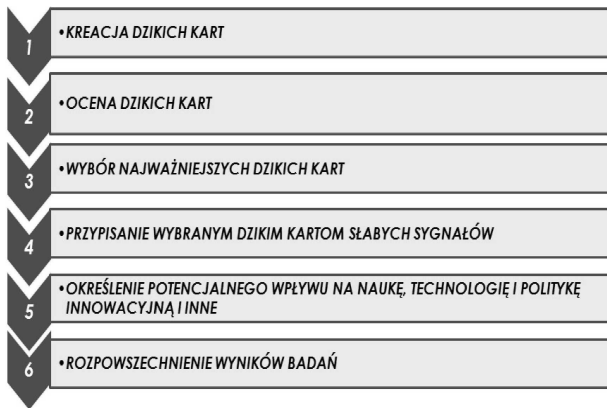 1
•KREACJA DZIKICH KART
2
•OCENA DZIKICH KART
3
•WYBÓR NAJWAŻNIEJSZYCH DZIKICH KART
4
•PRZYPISANIE WYBRANYM DZIKIM KARTOM SŁABYCH SYGNAŁÓW
5
•OKREŚLENIE POTENCJALNEGO WPŁYWU NA NAUKĘ, TECHNOLOGIĘ I POLITYKĘ
INNOWACYJNĄ I INNE
6
•ROZPOWSZECHNIENIE WYNIKÓW BADAŃ